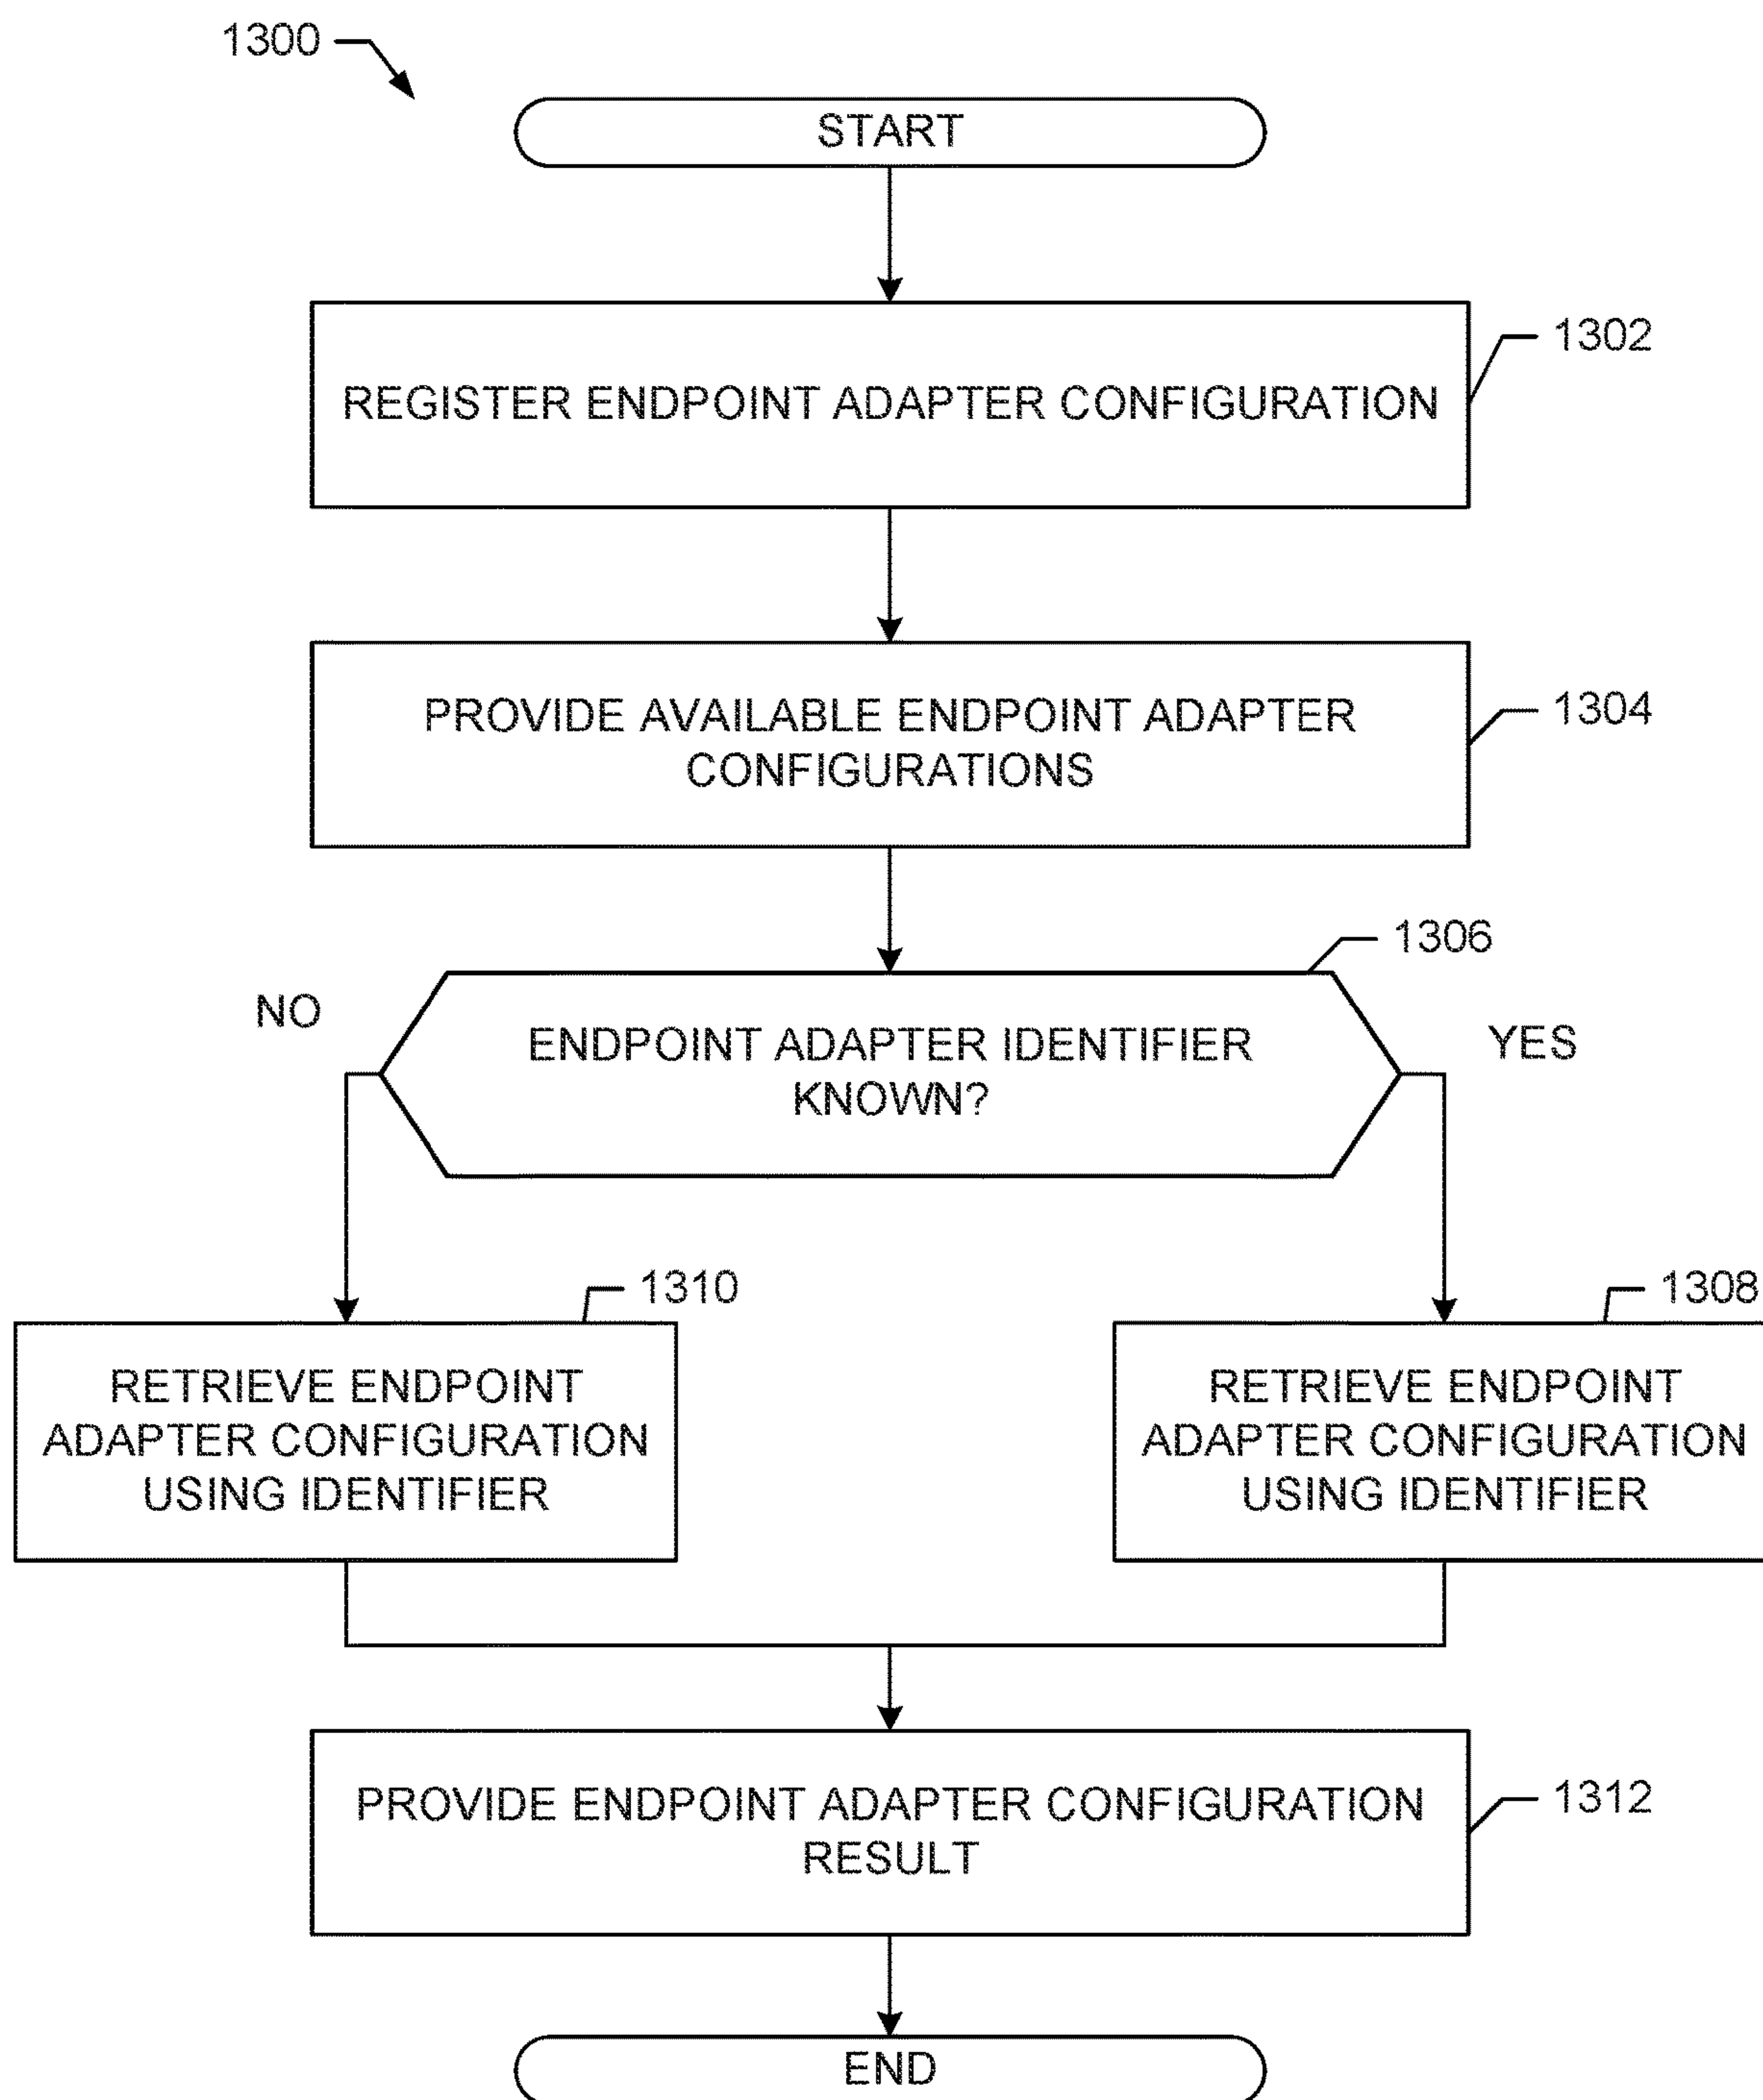 1300
START
REGISTER ENDPOINT ADAPTER CONFIGURATION
1302
PROVIDE AVAILABLE ENDPOINT ADAPTER
CONFIGURATIONS
1304
1306
NO
ENDPOINT ADAPTER IDENTIFIER
KNOWN?
YES
1310
RETRIEVE ENDPOINT
ADAPTER CONFIGURATION
USING IDENTIFIER
1308
RETRIEVE ENDPOINT
ADAPTER CONFIGURATION
USING IDENTIFIER
PROVIDE ENDPOINT ADAPTER CONFIGURATION
RESULT
1312
END